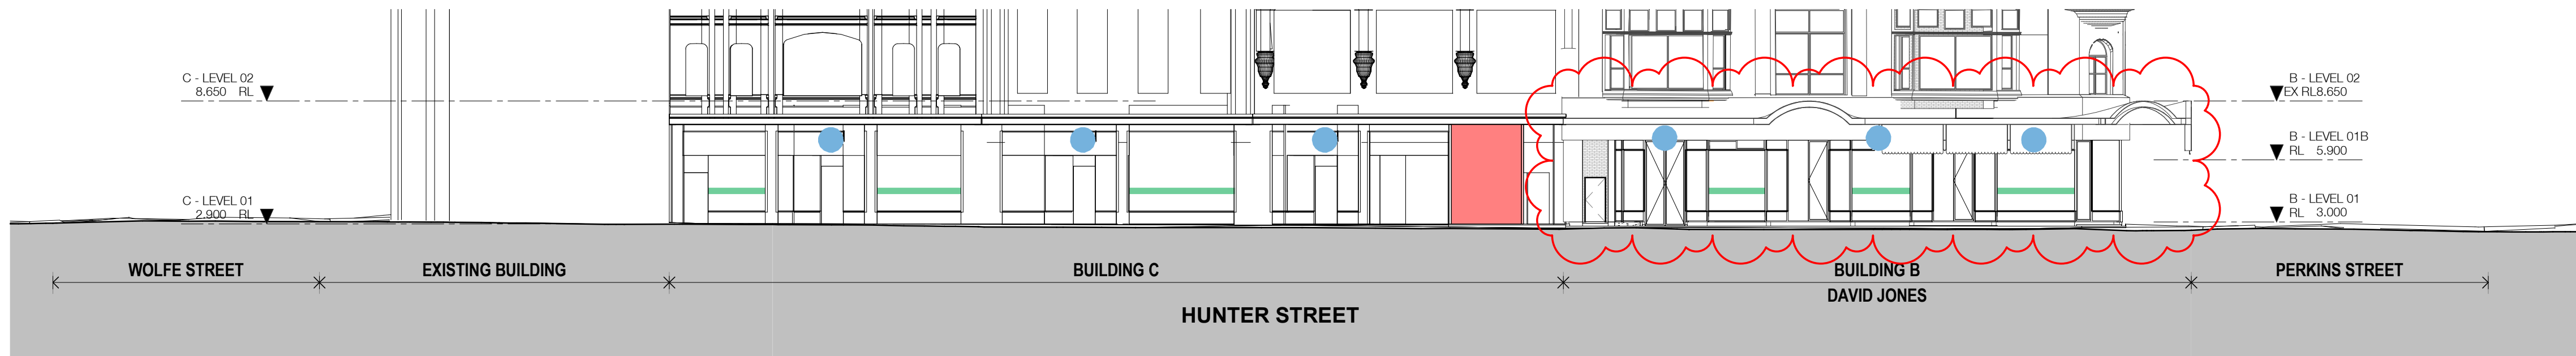 C - LEVEL 02
8.650 RL
B - LEVEL 02
EX RL8.650
B - LEVEL 01B
RL 5.900
C - LEVEL 01
2.900 RL
B - LEVEL 01
RL 3.000
WOLFE STREET
EXISTING BUILDING
BUILDING C
BUILDING B
PERKINS STREET
DAVID JONES
HUNTER STREET